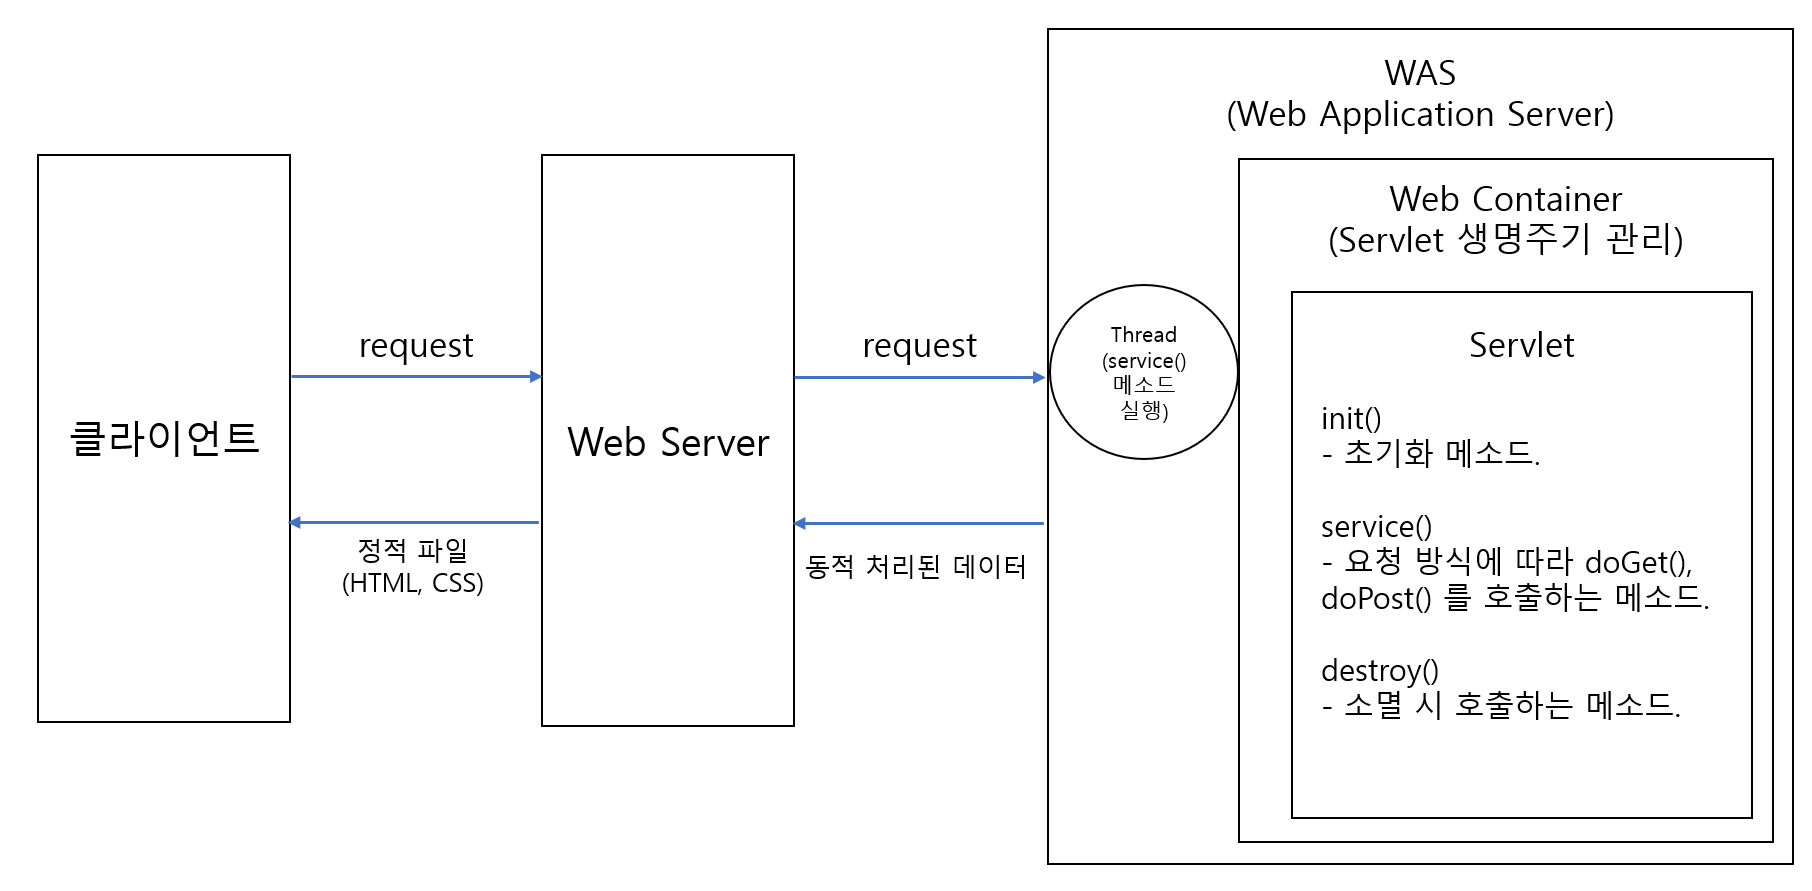 클라이언트
request
정적 파일
(HTML, CSS)
Web Server
request
동적 처리된 데이터
WAS
(Web Application Server)
Thread
(service()
메소드
실행)
Web Container
(Servlet 생명주기 관리)
Servlet
init()
- 초기화 메소드.
service()
- 요청 방식에 따라 doGet(),
doPost() 를 호출하는 메소드.
destroy()
- 소멸 시 호출하는 메소드.